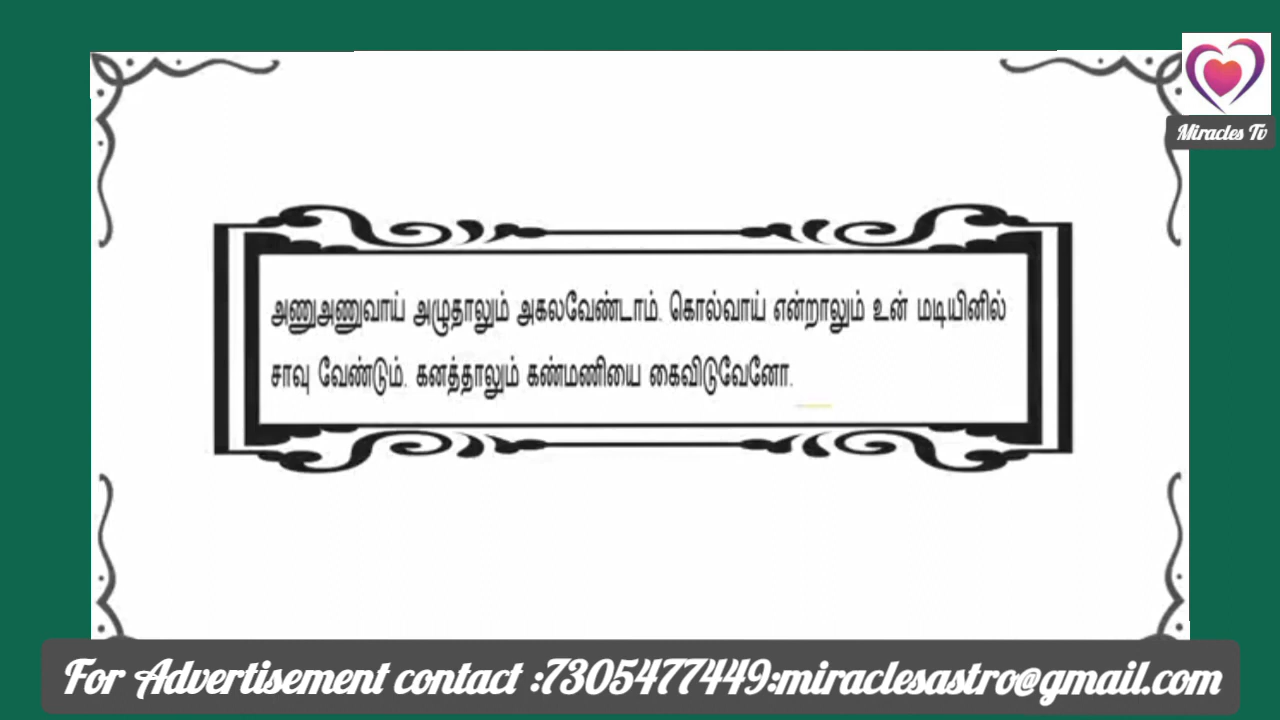 Miracles Tv
அணுஅணுவாய் அழுதாலும் அகலவேண்டாம். கொல்வாய் என்றாலும் உன் மடியினில்
சாவு வேண்டும். கனத்தாலும் கண்மணியை கைவிடுவேனோ.
For Advertisement contact :7305477449:miraclesastro@gmail.com